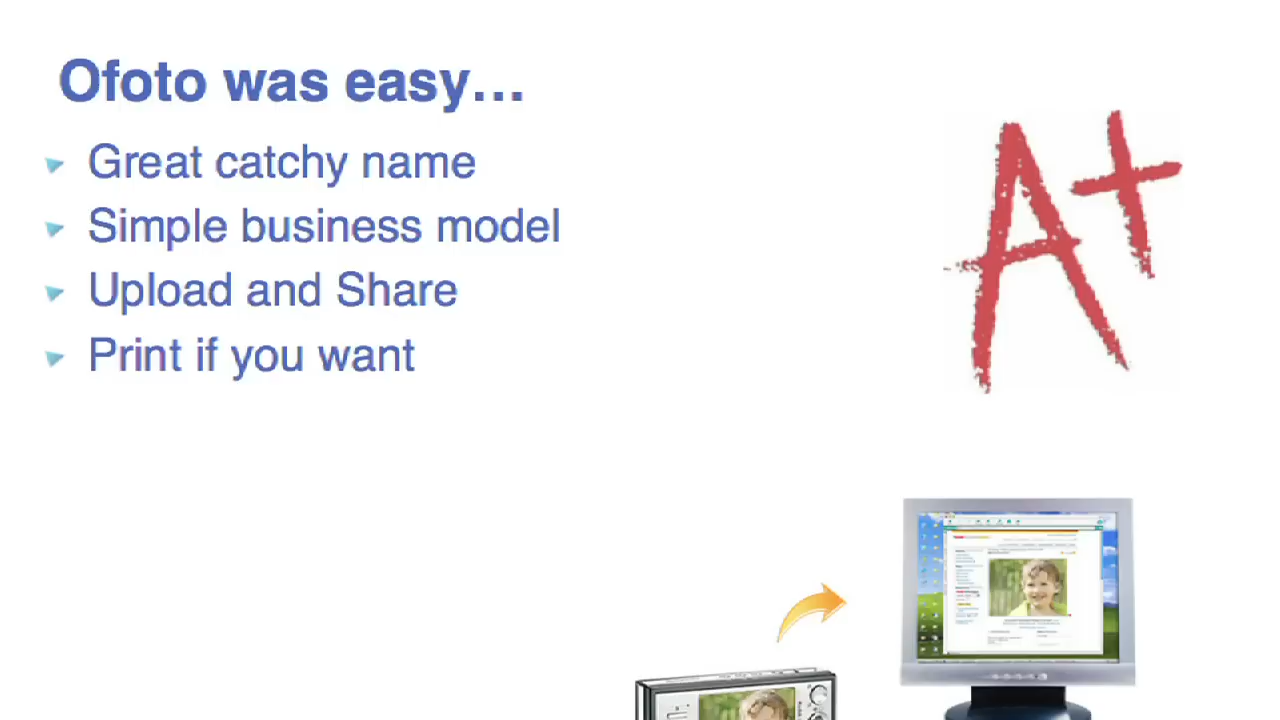 Ofoto was easy…
Great catchy name
Simple business model
Upload and Share
Print if you want
A+